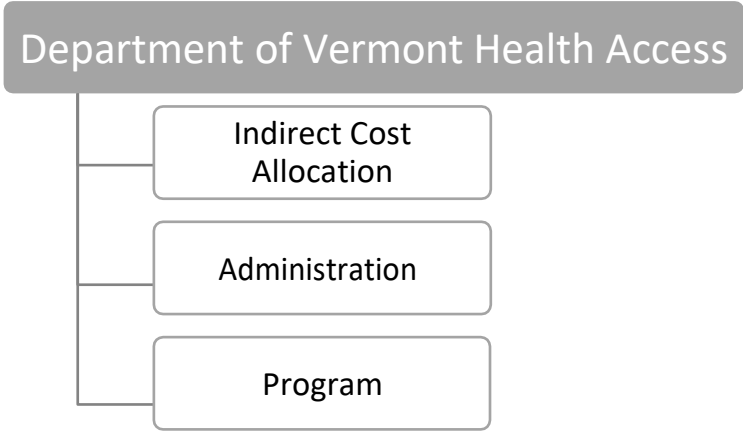 Department of Vermont Health Access
Indirect Cost
Allocation
Administration
Program